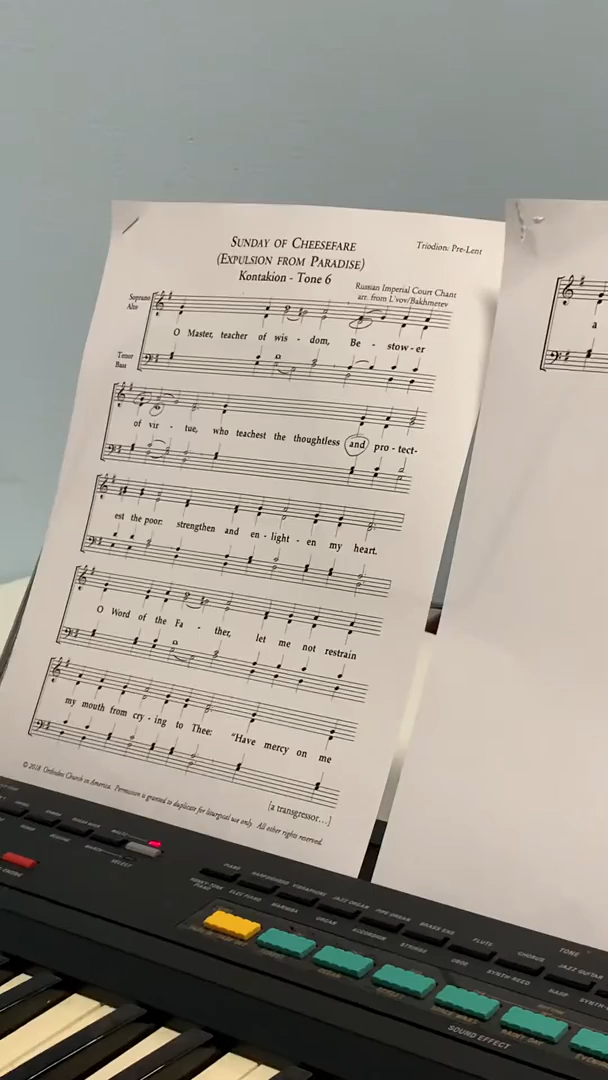 SUNDAY OF CHEESEFARE
Triodion: Pre-Lent
(EXPULSION FROM PARADISE)
Kontakion - Tone 6
Russian Imperial Court Chant
arr. from L'vov/Bakhmetev
Soprano
Alto
O Master, teacher of wis - dom, Be - stow - er
Tenor
Bass
of vir - tue, who teachest the thoughtless and pro - tect-
est the poor: strengthen and en - light - en my heart.
O Word of the Fa - ther, let me not restrain
my mouth from cry - ing to Thee: "Have mercy on me
[a transgressor...]
© 2018 Orthodox Church in America. Permission is granted to duplicate for liturgical use only. All other rights reserved.
a
SELECT
PIANO HARPSICHORD VIBRAPHONE JAZZ ORGAN PIPE ORGAN BRASS ENS FLUTE
HONKY-TONK PIANO ELEC PIANO MARIMBA ORGAN ACCORDION STRINGS OBOE SYNTH-REED HARP
TONE
JAZZ GUITAR
SOUND EFFECT